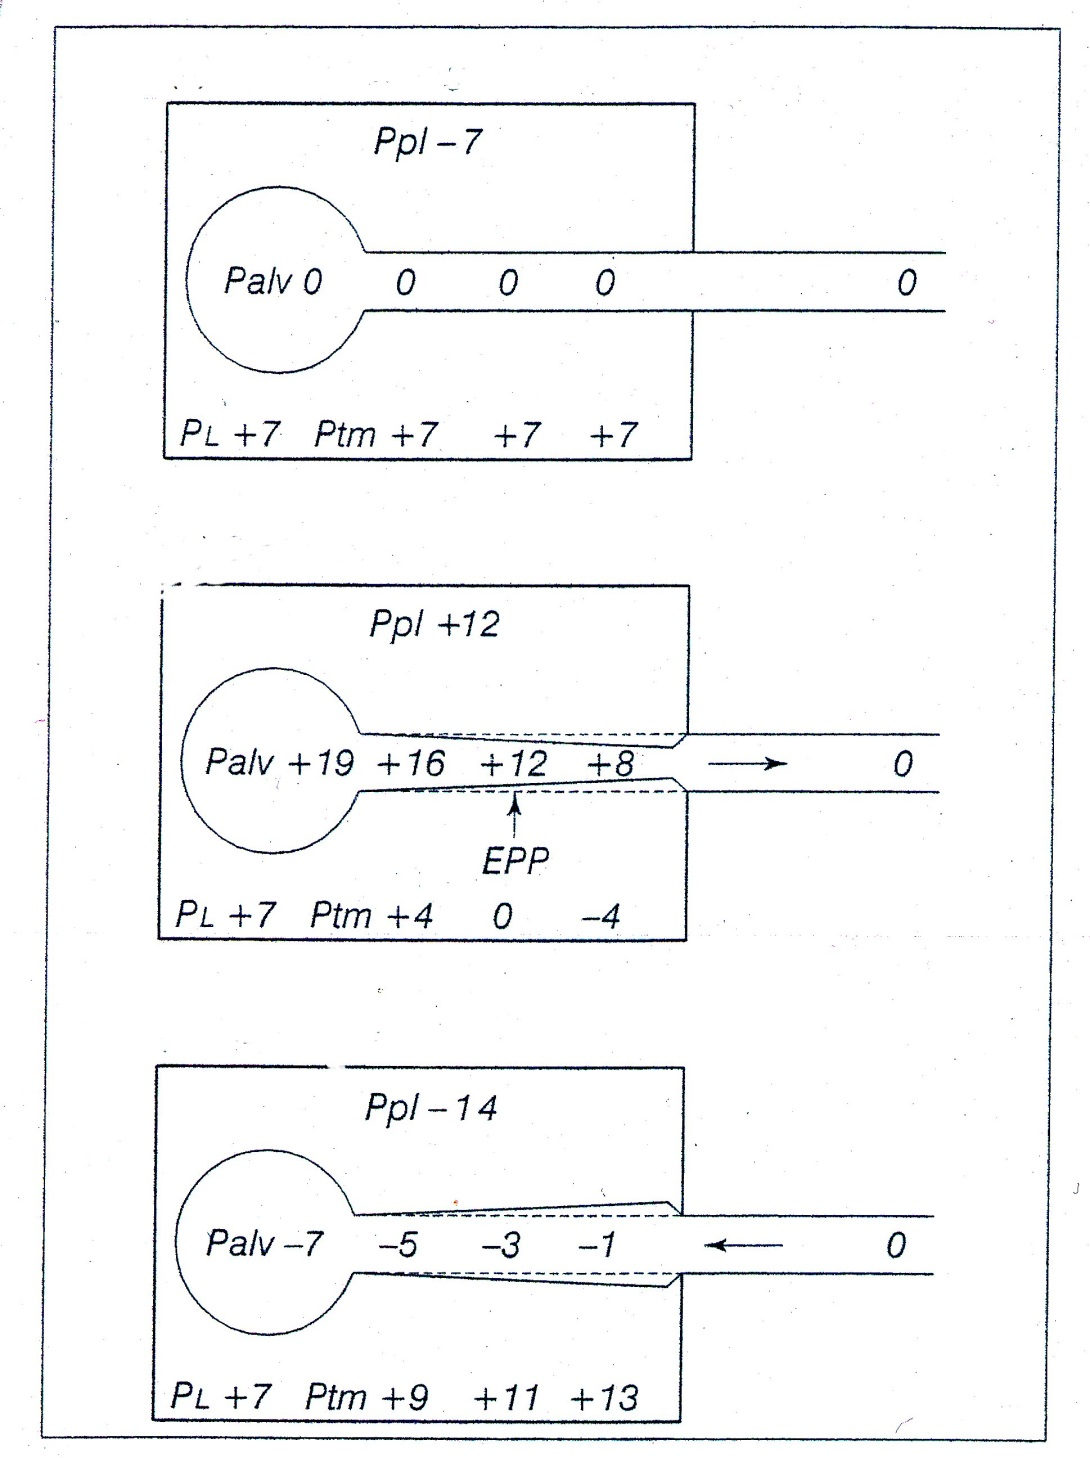 Ppl – 7
Palv 0 0 0 0 0
PL +7 Ptm +7 +7 +7
Ppl +12
Palv +19 +16 +12 +8 0
EPP
PL +7 Ptm +4 0 –4
Ppl – 14
Palv –7 –5 –3 –1 0
PL +7 Ptm +9 +11 +13